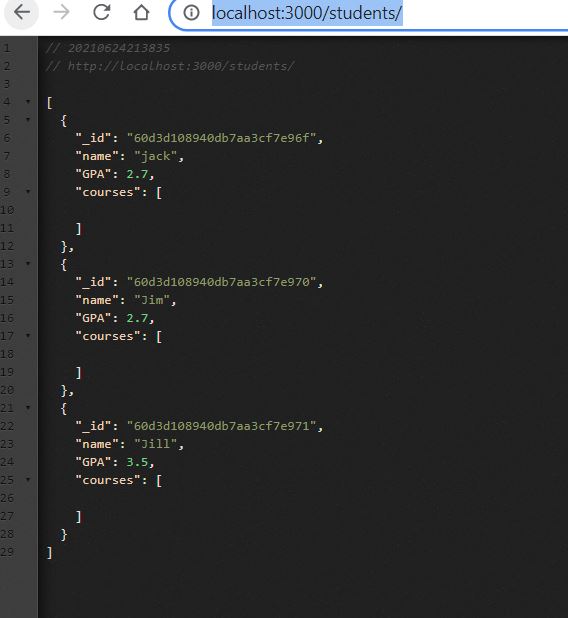 localhost:3000/students/
1 // 20210624213835
2 // http://localhost:3000/students/
3
4 [
5 {
6 "_id": "60d3d108940db7aa3cf7e96f",
7 "name": "jack",
8 "GPA": 2.7,
9 "courses": [
10
11 ]
12 },
13 {
14 "_id": "60d3d108940db7aa3cf7e970",
15 "name": "Jim",
16 "GPA": 2.7,
17 "courses": [
18
19 ]
20 },
21 {
22 "_id": "60d3d108940db7aa3cf7e971",
23 "name": "Jill",
24 "GPA": 3.5,
25 "courses": [
26
27 ]
28 }
29 ]